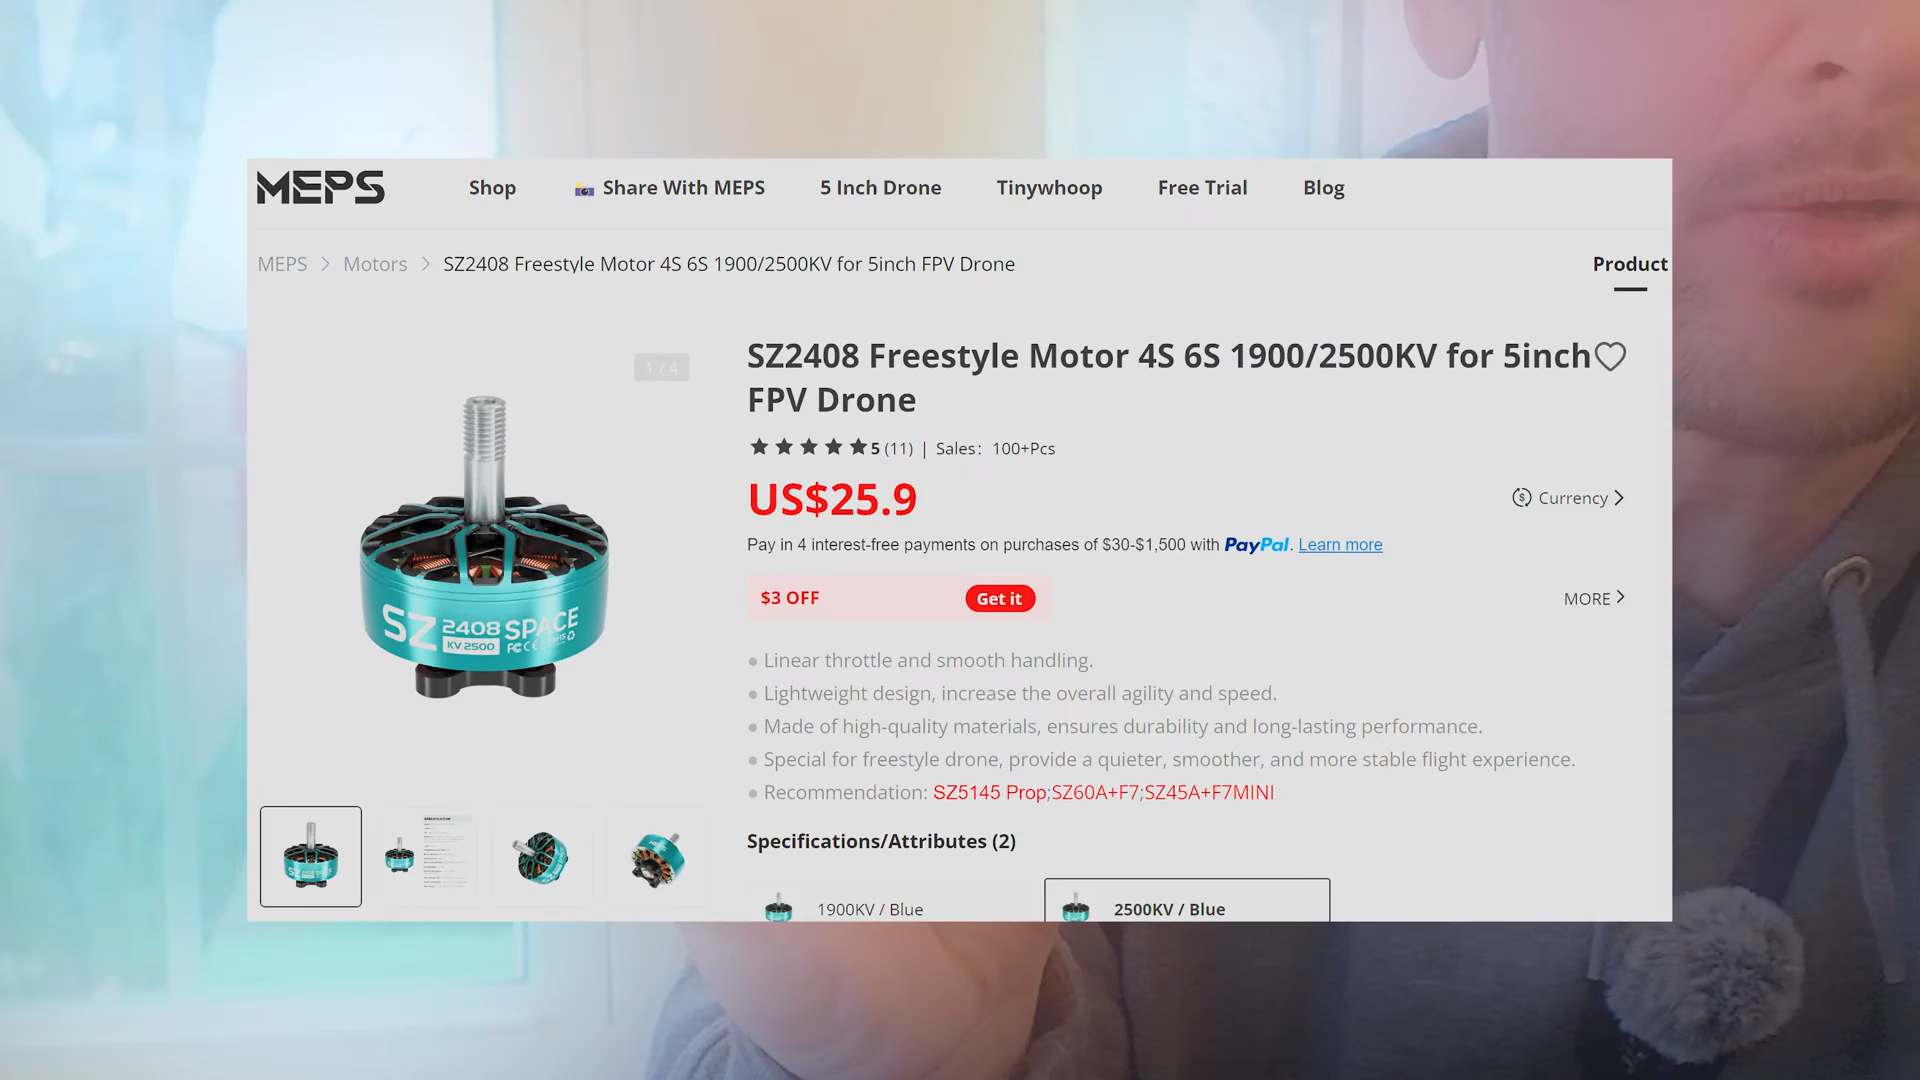 MEPS
Shop
Share With MEPS
5 Inch Drone
Tinywhoop
Free Trial
Blog
MEPS > Motors > SZ2408 Freestyle Motor 4S 6S 1900/2500KV for 5inch FPV Drone
Product
1 / 4
SZ2408 Freestyle Motor 4S 6S 1900/2500KV for 5inch
FPV Drone
5 (11) | Sales: 100+Pcs
US$25.9
Currency
Pay in 4 interest-free payments on purchases of $30-$1,500 with PayPal. Learn more
$3 OFF
Get it
MORE
SZ 2408 SPACE
KV 2500
FC CE
• Linear throttle and smooth handling.
• Lightweight design, increase the overall agility and speed.
• Made of high-quality materials, ensures durability and long-lasting performance.
• Special for freestyle drone, provide a quieter, smoother, and more stable flight experience.
• Recommendation: SZ5145 Prop;SZ60A+F7;SZ45A+F7MINI
SPECIFICATION
Specifications/Attributes (2)
1900KV / Blue
2500KV / Blue